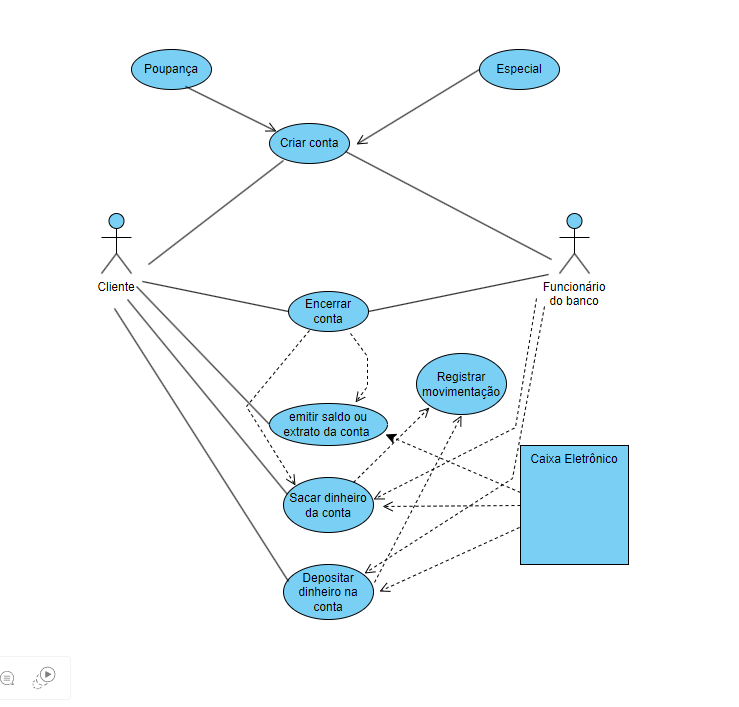 Poupança
Especial
Criar conta
Cliente
Funcionário
do banco
Encerrar
conta
Registrar
movimentação
emitir saldo ou
extrato da conta
Caixa Eletrônico
Sacar dinheiro
da conta
Depositar
dinheiro na
conta